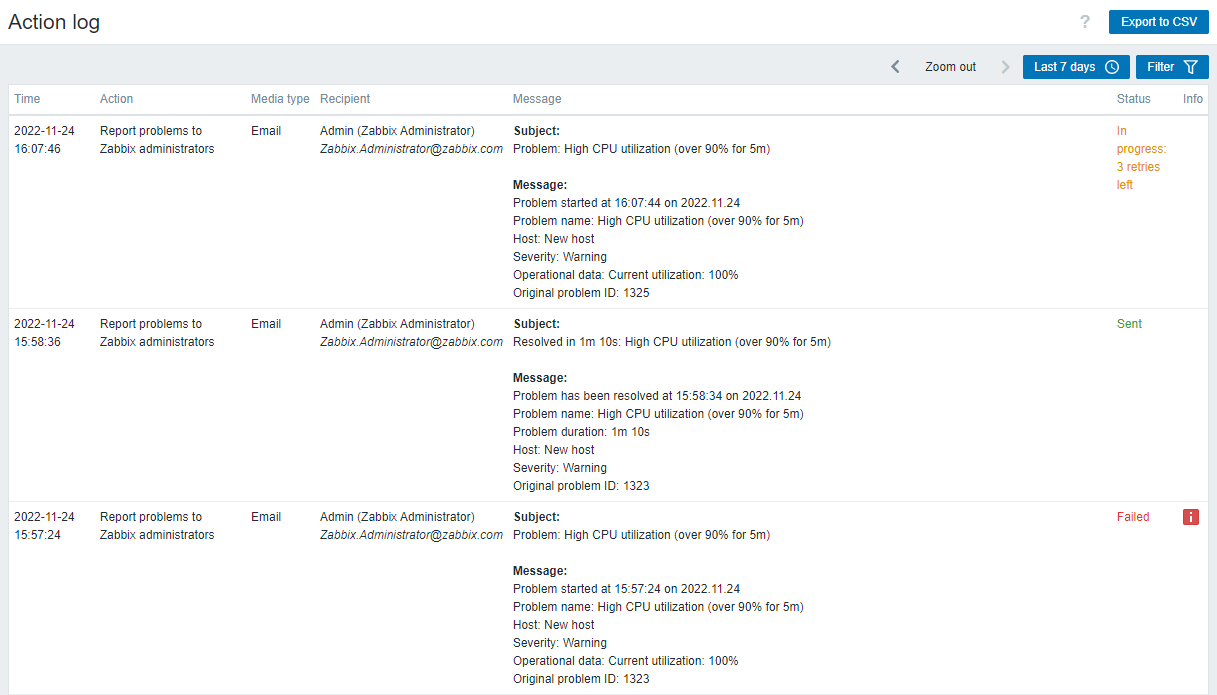 Action log
?
Export to CSV
Zoom out
Last 7 days
Filter
Time Action Media type Recipient Message Status Info
2022-11-24
16:07:46
Report problems to
Zabbix administrators
Email
Admin (Zabbix Administrator)
Zabbix.Administrator@zabbix.com
Subject:
Problem: High CPU utilization (over 90% for 5m)
Message:
Problem started at 16:07:44 on 2022.11.24
Problem name: High CPU utilization (over 90% for 5m)
Host: New host
Severity: Warning
Operational data: Current utilization: 100%
Original problem ID: 1325
In
progress:
3 retries
left
2022-11-24
15:58:36
Report problems to
Zabbix administrators
Email
Admin (Zabbix Administrator)
Zabbix.Administrator@zabbix.com
Subject:
Resolved in 1m 10s: High CPU utilization (over 90% for 5m)
Message:
Problem has been resolved at 15:58:34 on 2022.11.24
Problem name: High CPU utilization (over 90% for 5m)
Problem duration: 1m 10s
Host: New host
Severity: Warning
Original problem ID: 1323
Sent
2022-11-24
15:57:24
Report problems to
Zabbix administrators
Email
Admin (Zabbix Administrator)
Zabbix.Administrator@zabbix.com
Subject:
Problem: High CPU utilization (over 90% for 5m)
Message:
Problem started at 15:57:24 on 2022.11.24
Problem name: High CPU utilization (over 90% for 5m)
Host: New host
Severity: Warning
Operational data: Current utilization: 100%
Original problem ID: 1323
Failed
i